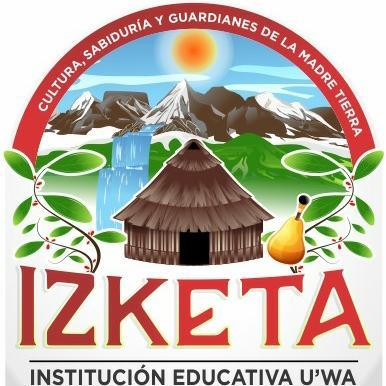 CULTURA, SABIDURÍA Y GUARDIANES DE LA MADRE TIERRA
IZKETA
INSTITUCIÓN EDUCATIVA U'WA